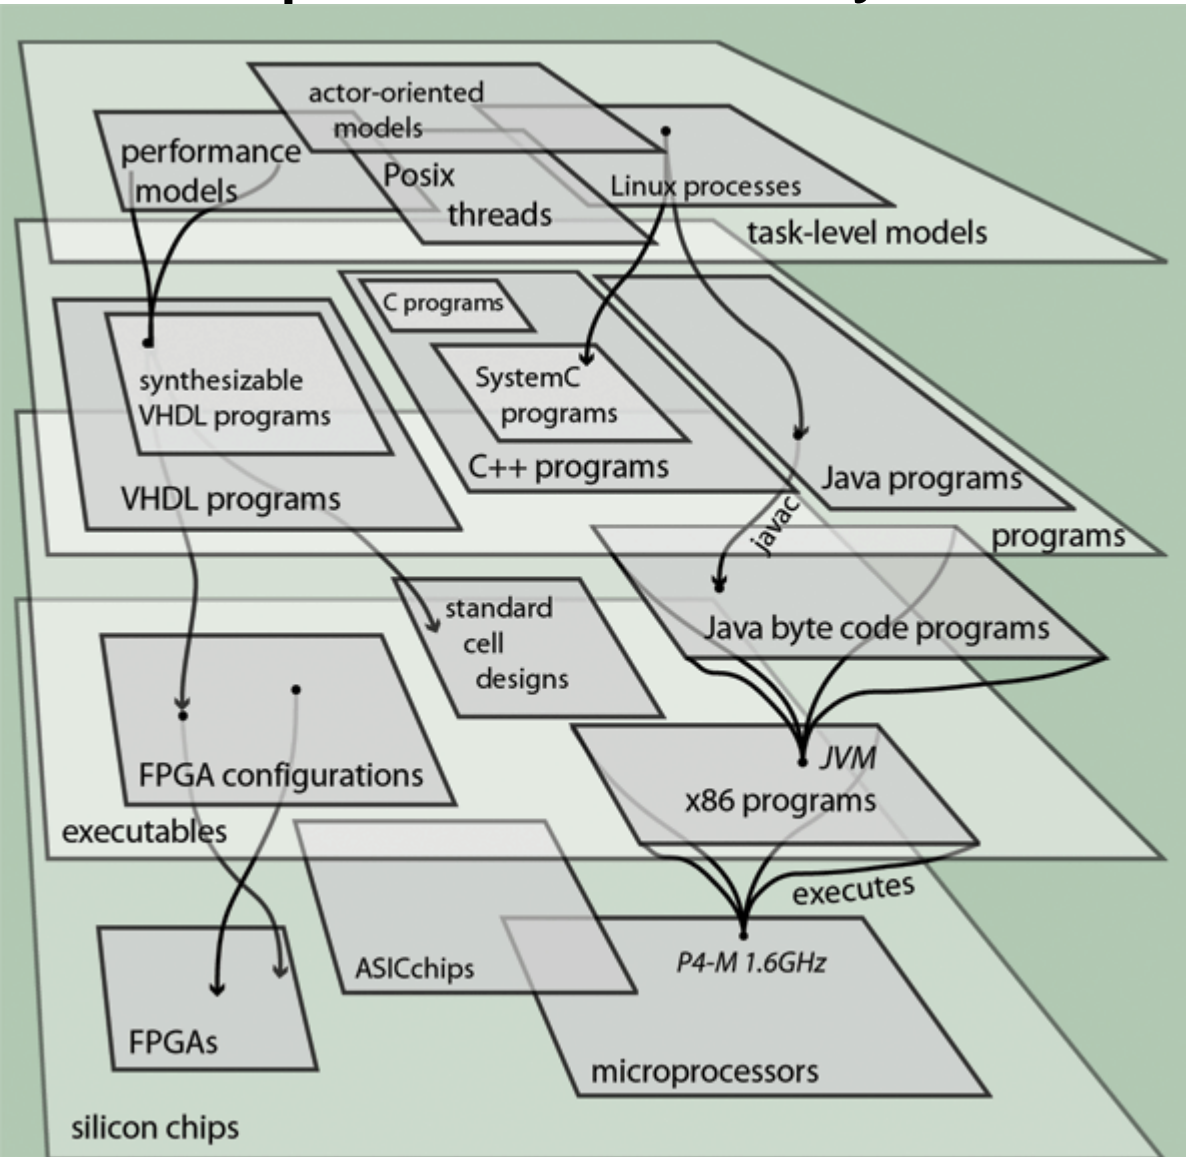 actor-oriented
models
performance
models
Posix
threads
Linux processes
task-level models
C programs
SystemC
programs
synthesizable
VHDL programs
C++ programs
VHDL programs
Java programs
javac
programs
standard
cell
designs
Java byte code programs
FPGA configurations
JVM
x86 programs
executables
executes
ASICchips
P4-M 1.6GHz
FPGAs
microprocessors
silicon chips